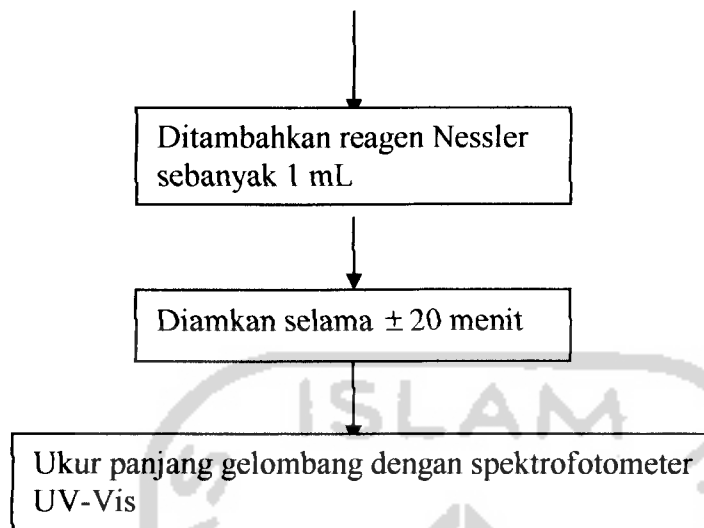 Ditambahkan reagen Nessler
sebanyak 1 mL
Diamkan selama ± 20 menit
ISLAM
Ukur panjang gelombang dengan spektrofotometer
UV-Vis